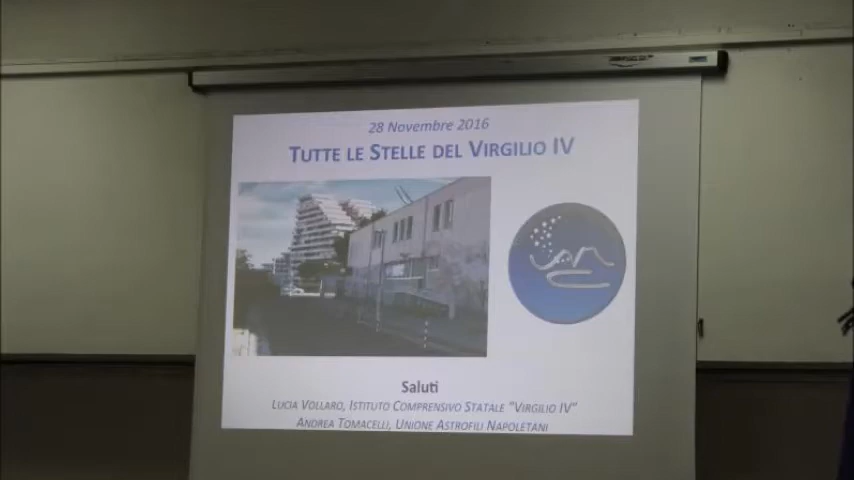 28 Novembre 2016
TUTTE LE STELLE DEL VIRGILIO IV
Saluti
LUCIA VOLLARO, ISTITUTO COMPRENSIVO STATALE "VIRGILIO IV"
ANDREA TOMACELLI, UNIONE ASTROFILI NAPOLETANI